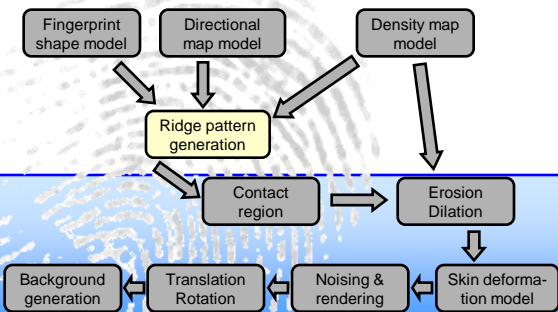 Fingerprint
shape model
Directional
map model
Density map
model
Ridge pattern
generation
Contact
region
Erosion
Dilation
Background
generation
Translation
Rotation
Noising &
rendering
Skin deforma-
tion model